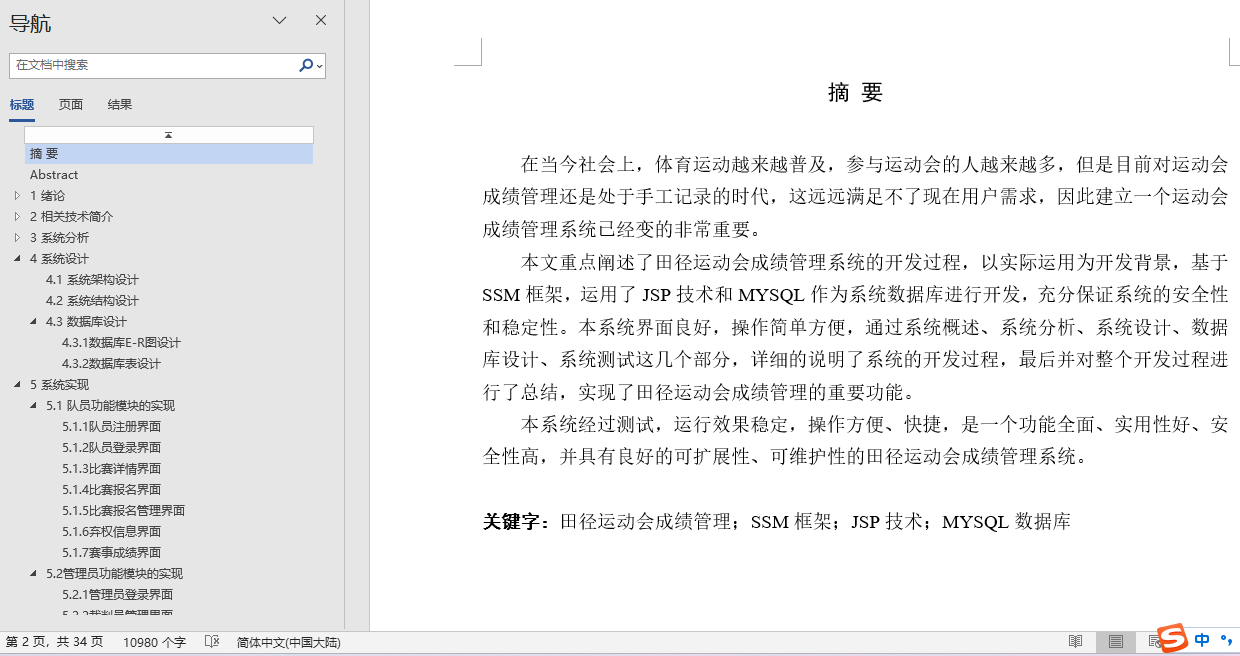 导航
在文档中搜索
标题 页面 结果
摘 要
Abstract
1 绪论
2 相关技术简介
3 系统分析
4 系统设计
4.1 系统架构设计
4.2 系统结构设计
4.3 数据库设计
4.3.1数据库E-R图设计
4.3.2数据库表设计
5 系统实现
5.1 队员功能模块的实现
5.1.1队员注册界面
5.1.2队员登录界面
5.1.3比赛详情界面
5.1.4比赛报名界面
5.1.5比赛报名管理界面
5.1.6弃权信息界面
5.1.7赛事成绩界面
5.2管理员功能模块的实现
5.2.1管理员登录界面
5.2.2裁判员管理界面
摘 要
在当今社会上，体育运动越来越普及，参与运动会的人越来越多，但是目前对运动会
成绩管理还是处于手工记录的时代，这远远满足不了现在用户需求，因此建立一个运动会
成绩管理系统已经变的非常重要。
本文重点阐述了田径运动会成绩管理系统的开发过程，以实际运用为开发背景，基于
SSM 框架，运用了 JSP 技术和 MYSQL 作为系统数据库进行开发，充分保证系统的安全性
和稳定性。本系统界面良好，操作简单方便，通过系统概述、系统分析、系统设计、数据
库设计、系统测试这几个部分，详细的说明了系统的开发过程，最后并对整个开发过程进
行了总结，实现了田径运动会成绩管理的重要功能。
本系统经过测试，运行效果稳定，操作方便、快捷，是一个功能全面、实用性好、安
全性高，并具有良好的可扩展性、可维护性的田径运动会成绩管理系统。
关键字：田径运动会成绩管理；SSM 框架；JSP 技术；MYSQL 数据库
第 2 页，共 34 页 10980 个字 简体中文(中国大陆)
S 中